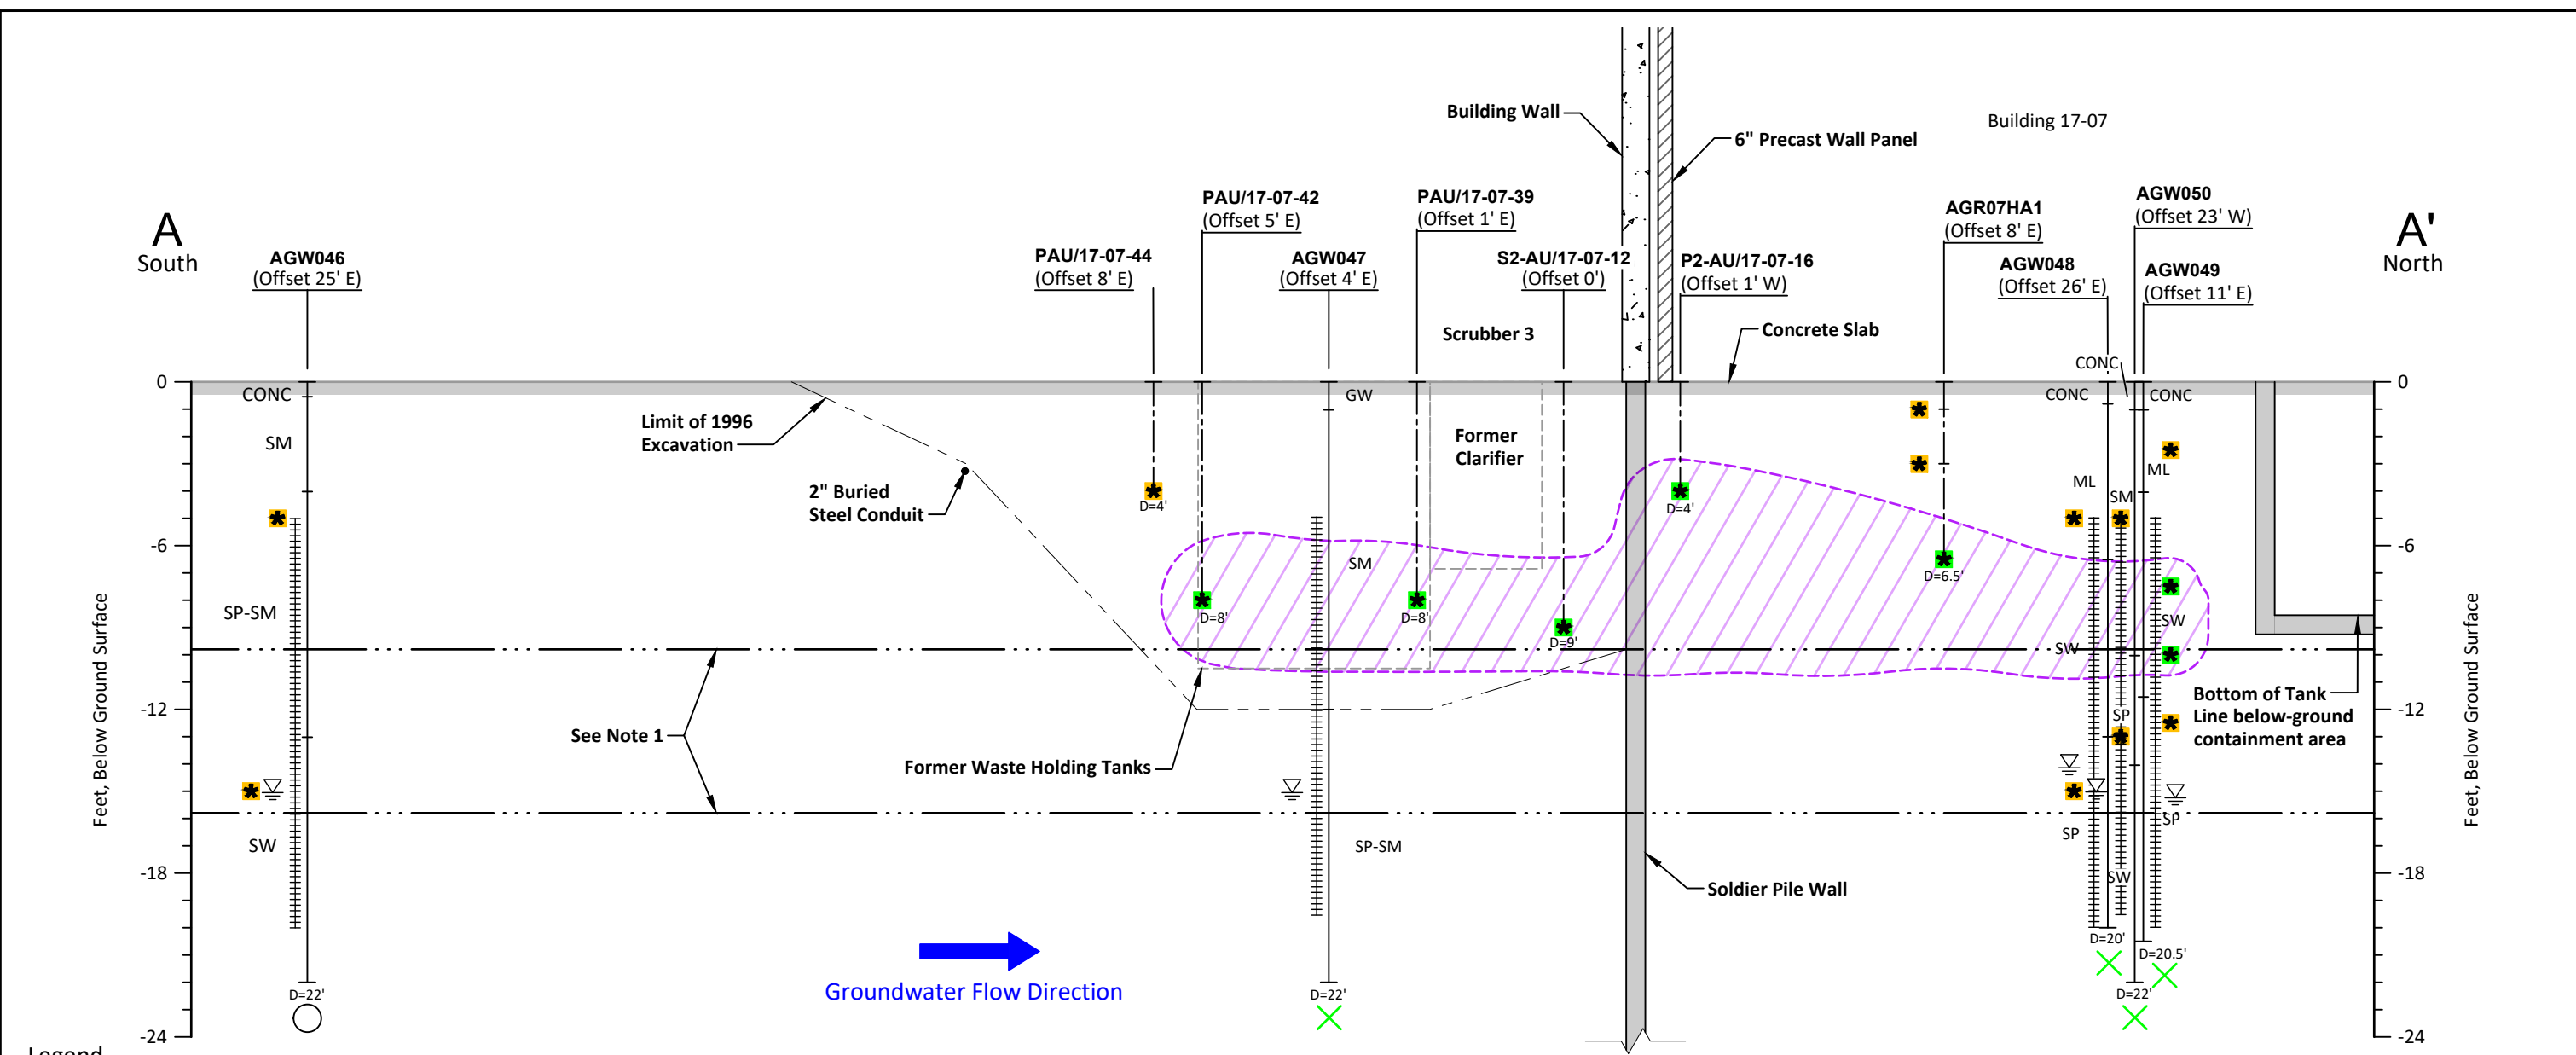 Building Wall
6" Precast Wall Panel
Building 17-07
A
South
AGW046
(Offset 25' E)
PAU/17-07-44
(Offset 8' E)
PAU/17-07-42
(Offset 5' E)
AGW047
(Offset 4' E)
PAU/17-07-39
(Offset 1' E)
S2-AU/17-07-12
(Offset 0')
P2-AU/17-07-16
(Offset 1' W)
AGR07HA1
(Offset 8' E)
AGW048
(Offset 26' E)
AGW050
(Offset 23' W)
AGW049
(Offset 11' E)
A'
North
Scrubber 3
Concrete Slab
CONC
0
0
CONC
GW
CONC
CONC
Limit of 1996
Excavation
SM
Former
Clarifier
ML
ML
2" Buried
Steel Conduit
D=4'
D=4'
SM
-6
-6
SM
D=6.5'
SP-SM
D=8'
D=8'
D=9'
SW
SW
Feet, Below Ground Surface
Feet, Below Ground Surface
Bottom of Tank
Line below-ground
containment area
-12
-12
See Note 1
Former Waste Holding Tanks
SP
SP
SP
SW
SP-SM
-18
-18
SW
Soldier Pile Wall
Groundwater Flow Direction
D=20'
D=20.5'
D=22'
D=22'
D=22'
-24
-24
Legend